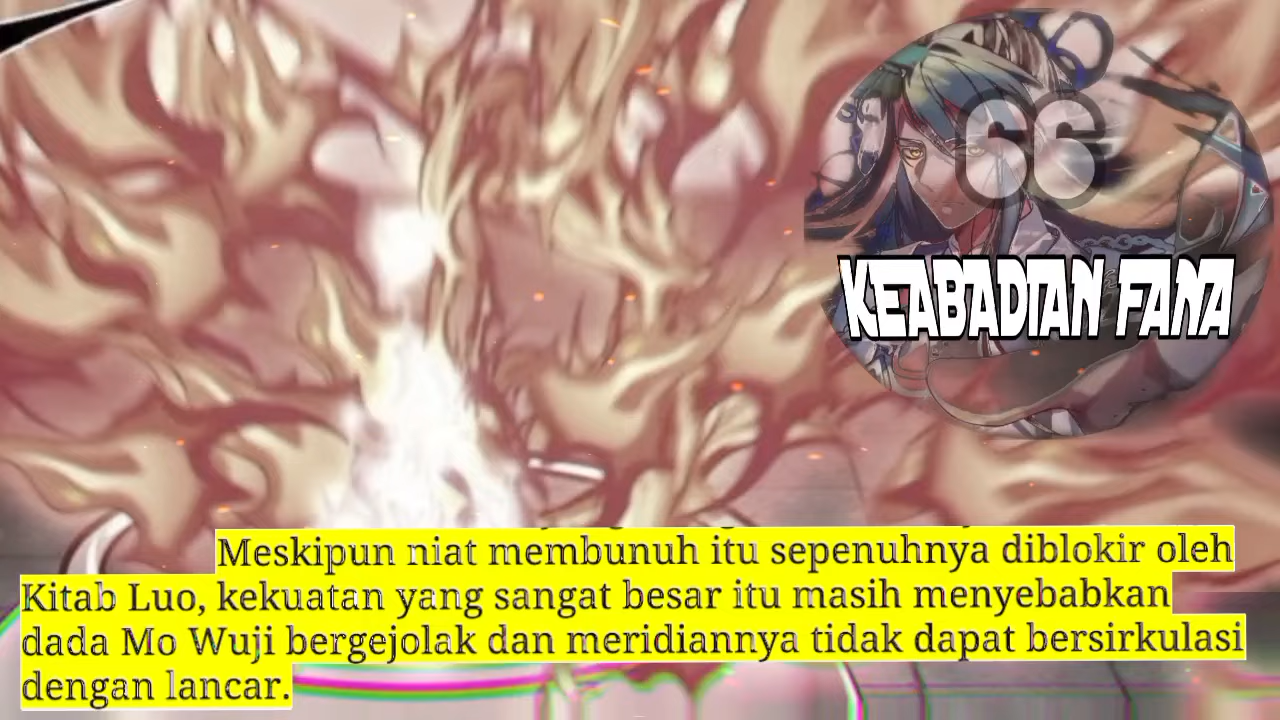 66
KEABADIAN FANA
Meskipun niat membunuh itu sepenuhnya diblokir oleh
Kitab Luo, kekuatan yang sangat besar itu masih menyebabkan
dada Mo Wuji bergejolak dan meridiannya tidak dapat bersirkulasi
dengan lancar.